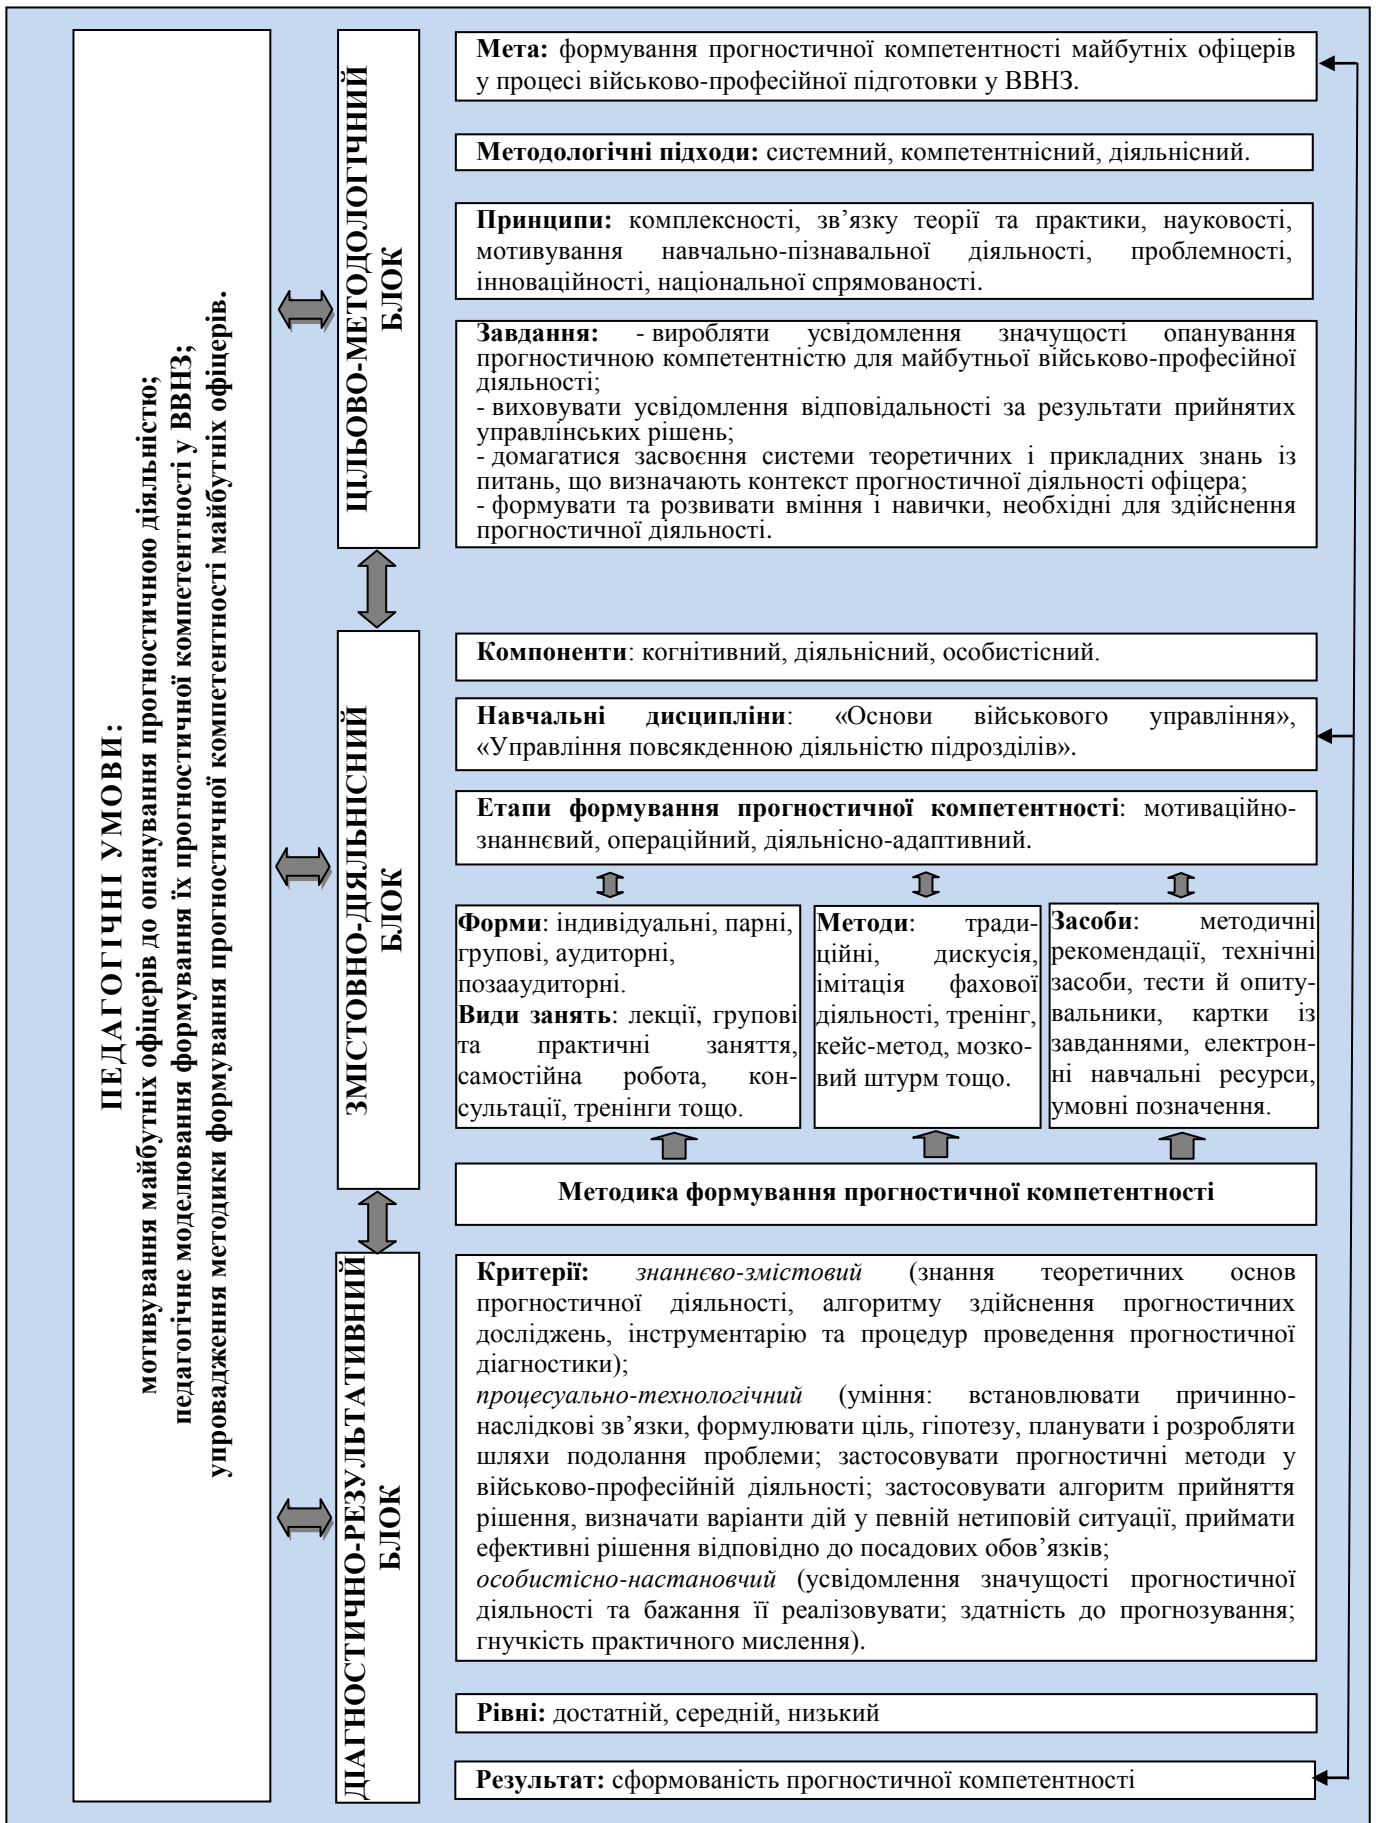 ПЕДАГОГІЧНІ УМОВИ:
мотивування майбутніх офіцерів до опанування прогностичною діяльністю;
педагогічне моделювання формування їх прогностичної компетентності у ВВНЗ;
упровадження методики формування прогностичної компетентності майбутніх офіцерів.
ЦІЛЬОВО-МЕТОДОЛОГІЧНИЙ
БЛОК
Мета: формування прогностичної компетентності майбутніх офіцерів
у процесі військово-професійної підготовки у ВВНЗ.
Методологічні підходи: системний, компетентнісний, діяльнісний.
Принципи: комплексності, зв’язку теорії та практики, науковості,
мотивування навчально-пізнавальної діяльності, проблемності,
інноваційності, національної спрямованості.
Завдання: - виробляти усвідомлення значущості опанування
прогностичною компетентністю для майбутньої військово-професійної
діяльності;
- виховувати усвідомлення відповідальності за результати прийнятих
управлінських рішень;
- домагатися засвоєння системи теоретичних і прикладних знань із
питань, що визначають контекст прогностичної діяльності офіцера;
- формувати та розвивати вміння і навички, необхідні для здійснення
прогностичної діяльності.
ЗМІСТОВНО-ДІЯЛЬНІСНИЙ
БЛОК
Компоненти: когнітивний, діяльнісний, особистісний.
Навчальні дисципліни: «Основи військового управління»,
«Управління повсякденною діяльністю підрозділів».
Етапи формування прогностичної компетентності: мотиваційно-
знаннєвий, операційний, діяльнісно-адаптивний.
Форми: індивідуальні, парні,
групові, аудиторні,
позааудиторні.
Види занять: лекції, групові
та практичні заняття,
самостійна робота, кон-
сультації, тренінги тощо.
Методи: тради-
ційні, дискусія,
імітація фахової
діяльності, тренінг,
кейс-метод, мозко-
вий штурм тощо.
Засоби: методичні
рекомендації, технічні
засоби, тести й опиту-
вальники, картки із
завданнями, електрон-
ні навчальні ресурси,
умовні позначення.
Методика формування прогностичної компетентності
ДІАГНОСТИЧНО-РЕЗУЛЬТАТИВНИЙ
БЛОК
Критерії: знаннєво-змістовий (знання теоретичних основ
прогностичної діяльності, алгоритму здійснення прогностичних
досліджень, інструментарію та процедур проведення прогностичної
діагностики);
процесуально-технологічний (уміння: встановлювати причинно-
наслідкові зв’язки, формулювати ціль, гіпотезу, планувати і розробляти
шляхи подолання проблеми; застосовувати прогностичні методи у
військово-професійній діяльності; застосовувати алгоритм прийняття
рішення, визначати варіанти дій у певній нетиповій ситуації, приймати
ефективні рішення відповідно до посадових обов’язків;
особистісно-настановчий (усвідомлення значущості прогностичної
діяльності та бажання її реалізовувати; здатність до прогнозування;
гнучкість практичного мислення).
Рівні: достатній, середній, низький
Результат: сформованість прогностичної компетентності